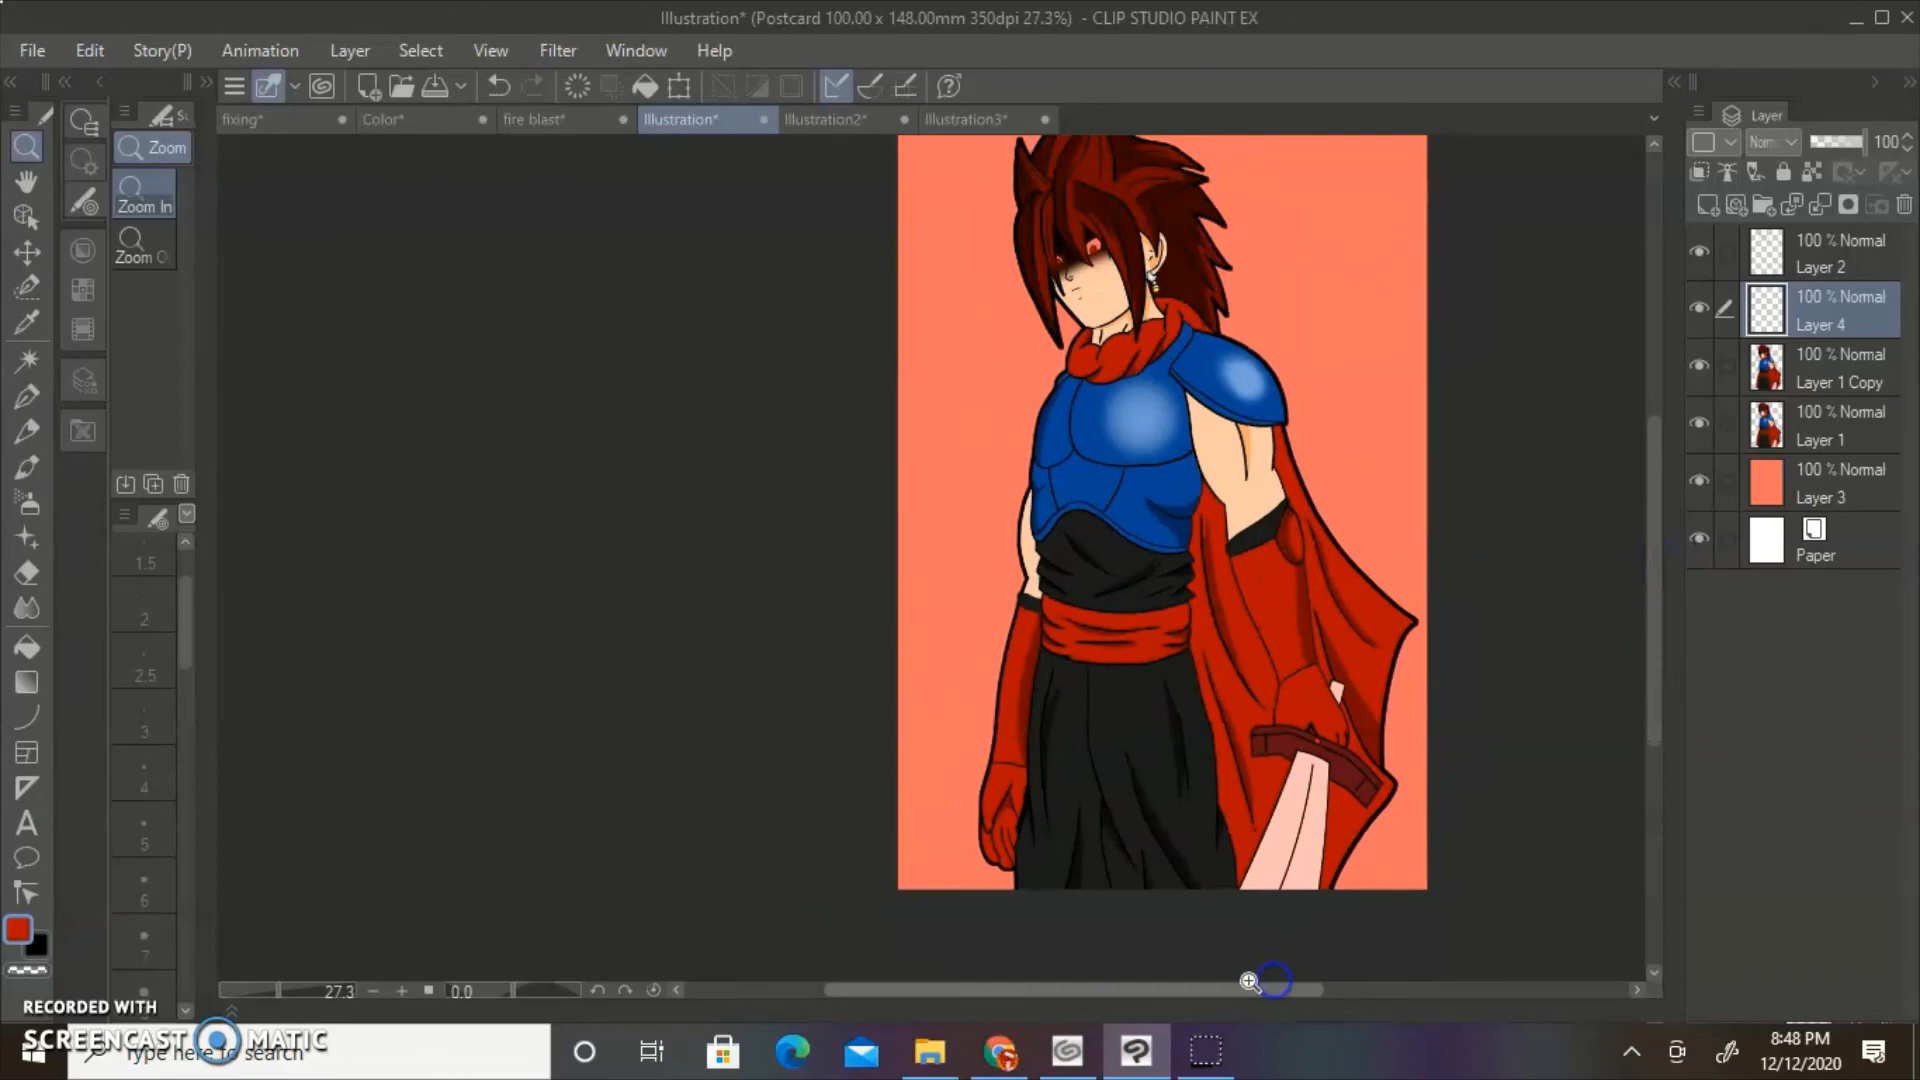 Illustration* (Postcard 100.00 x 148.00mm 350dpi 27.3%) - CLIP STUDIO PAINT EX
File Edit Story(P) Animation Layer Select View Filter Window Help
fixing* Color* fire blast* Illustration* Illustration2* Illustration3*
Layer
Zoom
Norm 100
Zoom In
Zoom O
100 % Normal
Layer 2
100 % Normal
Layer 4
100 % Normal
Layer 1 Copy
100 % Normal
Layer 1
100 % Normal
Layer 3
Paper
1.5
2
2.5
3
4
5
6
7
27.3 0.0
RECORDED WITH
SCREENCAST MATIC
Type here to search
8:48 PM
12/12/2020